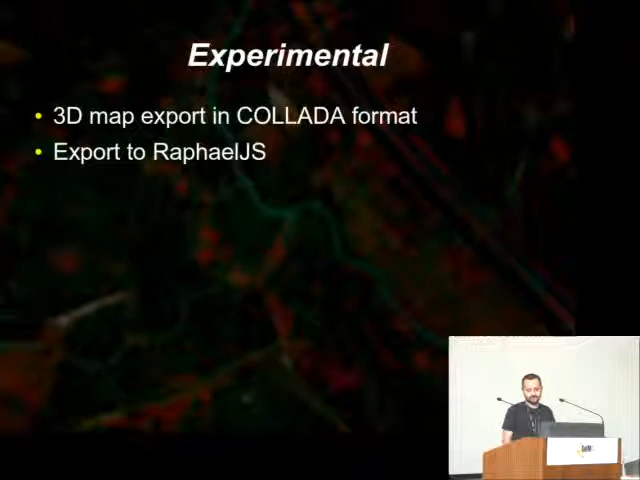 Experimental
3D map export in COLLADA format
Export to RaphaelJS